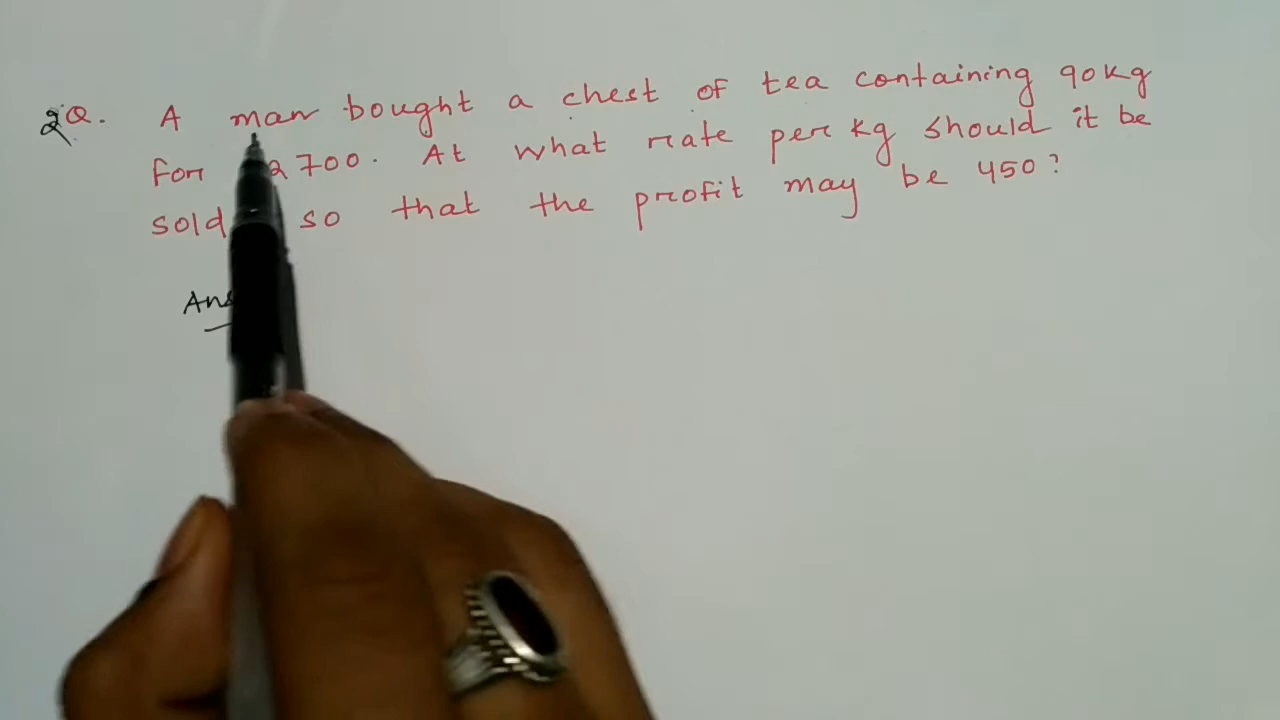 2Q. A man bought a chest of tea containing 90kg
for 2700. At what rate per kg should it be
sold so that the profit may be 450?
Ans